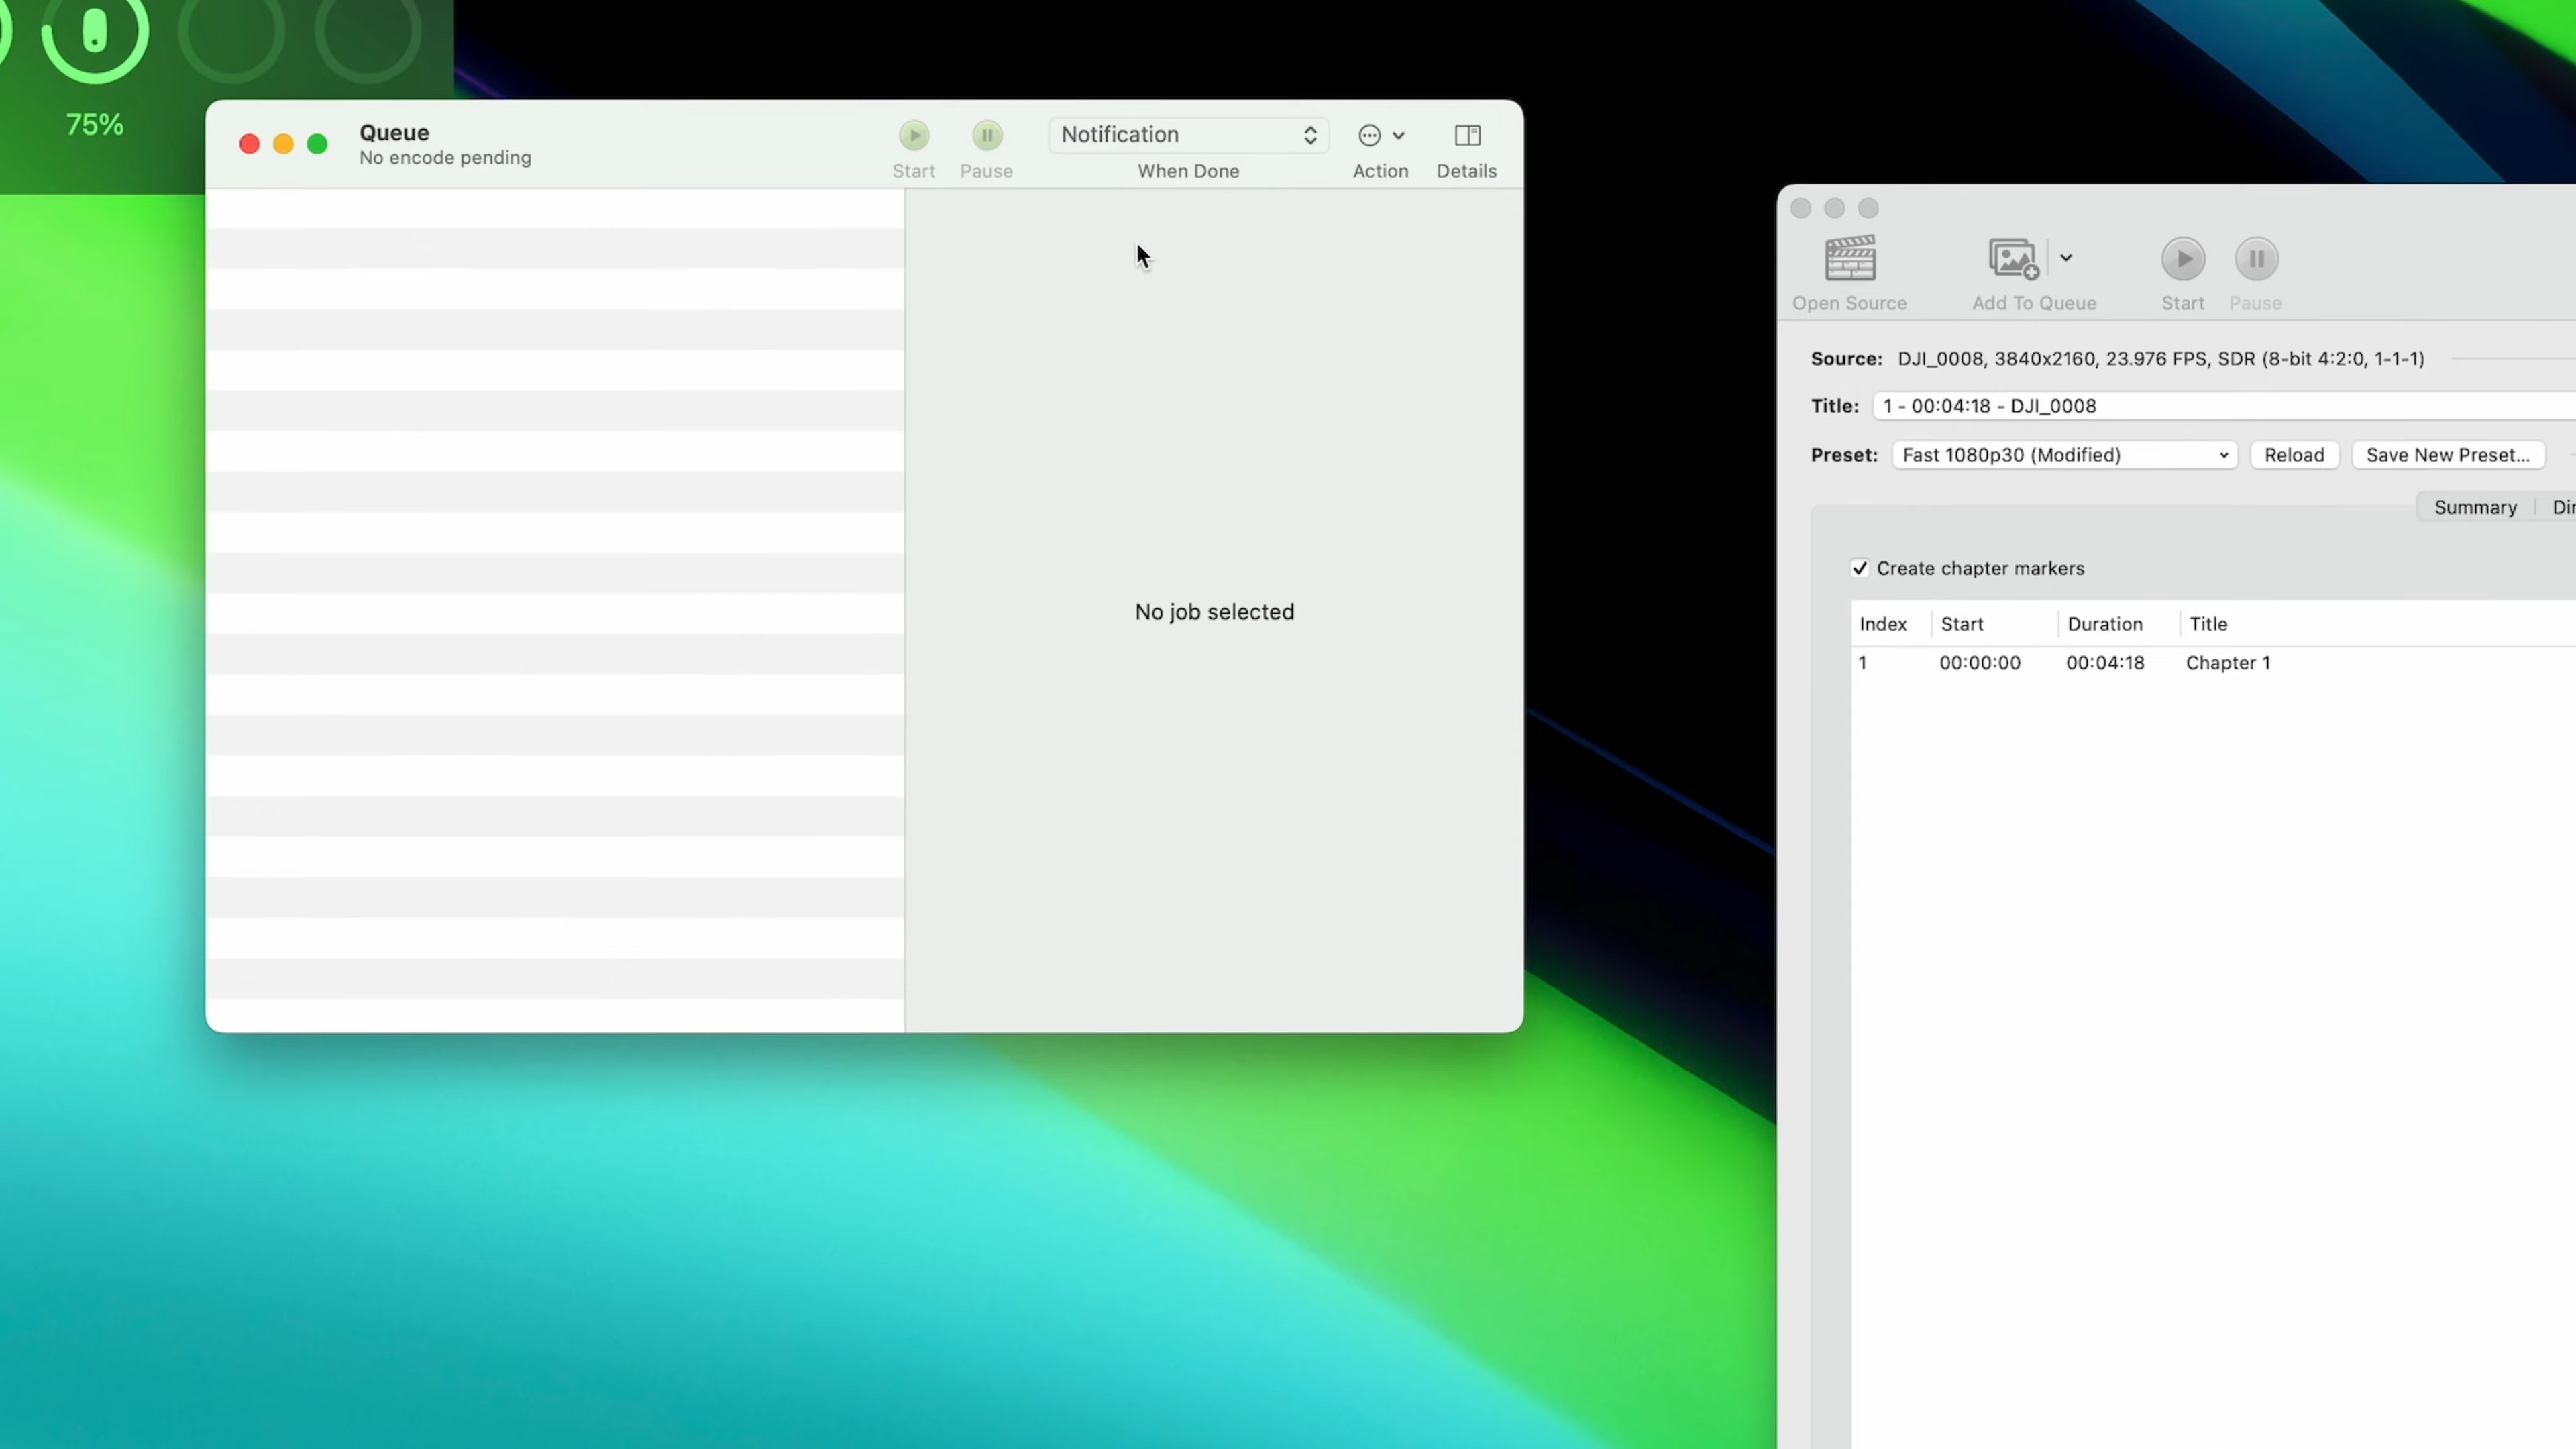 75%
Queue
No encode pending
Start
Pause
Notification
When Done
Action
Details
No job selected
Open Source
Add To Queue
Start
Pause
Source: DJI_0008, 3840x2160, 23.976 FPS, SDR (8-bit 4:2:0, 1-1-1)
Title: 1 - 00:04:18 - DJI_0008
Preset: Fast 1080p30 (Modified) Reload Save New Preset...
Summary
Create chapter markers
Index Start Duration Title
1 00:00:00 00:04:18 Chapter 1